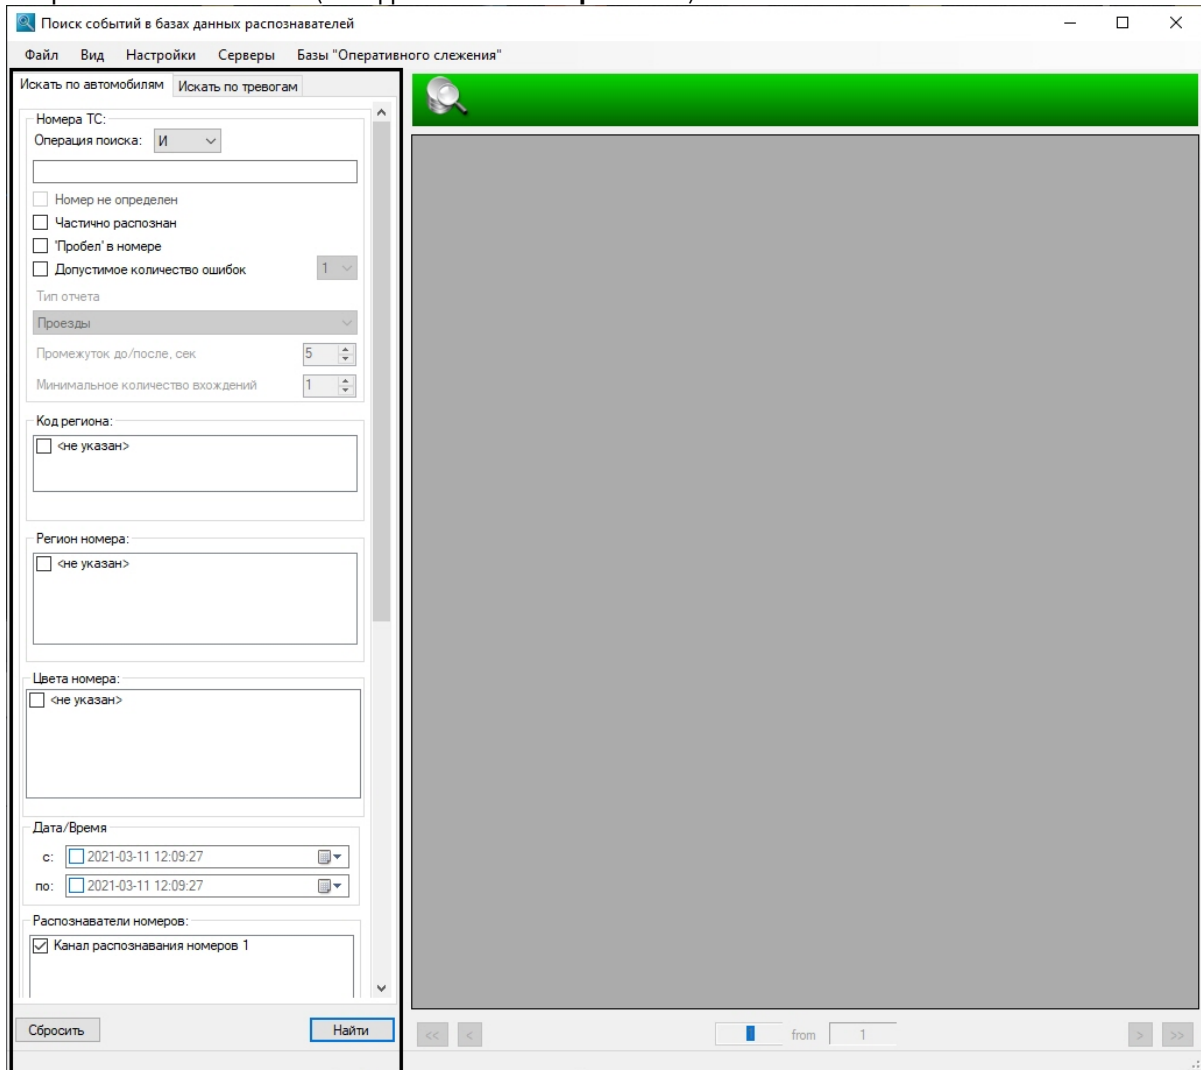 Поиск событий в базах данных распознавателей
Файл Вид Настройки Серверы Базы "Оперативного слежения"
Искать по автомобилям Искать по тревогам
Номера ТС:
Операция поиска: И
Номер не определен
Частично распознан
'Пробел' в номере
Допустимое количество ошибок 1
Тип отчета
Проезды
Промежуток до/после, сек 5
Минимальное количество вхождений 1
Код региона:
<не указан>
Регион номера:
<не указан>
Цвета номера:
<не указан>
Дата/Время
с: 2021-03-11 12:09:27
по: 2021-03-11 12:09:27
Распознаватели номеров:
Канал распознавания номеров 1
Сбросить Найти
<< < from 1 > >>